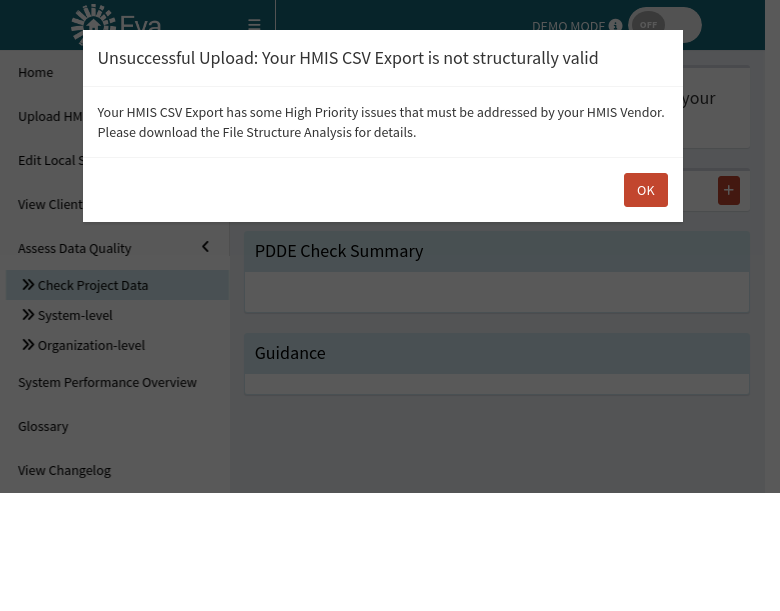 Eva
DEMO MODE
OFF
Unsuccessful Upload: Your HMIS CSV Export is not structurally valid
Your HMIS CSV Export has some High Priority issues that must be addressed by your HMIS Vendor.
Please download the File Structure Analysis for details.
OK
Home
Upload HM
your
Edit Local S
View Client
+
Assess Data Quality
Check Project Data
System-level
Organization-level
System Performance Overview
Glossary
View Changelog
PDDE Check Summary
Guidance